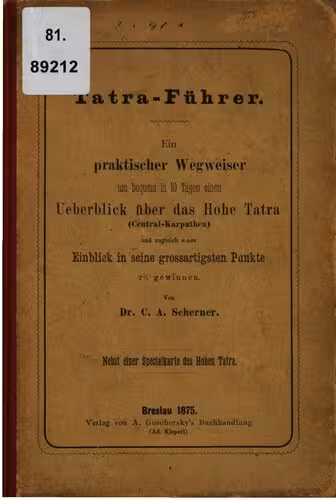 81.
89212
Tatra-Führer.
Ein
praktischer Wegweiser
um bequem in 10 Tagen einen
Ueberblick über das Hohe Tatra
(Central-Karpathen)
und zugleich einen
Einblick in seine grossartigsten Punkte
zu gewinnen.
Von
Dr. C. A. Scherner.
Nebst einer Specialkarte des Hohen Tatra.
Breslau 1875.
Verlag von A. Gosohorsky's Buchhandlung
(Ad. Kiepert).